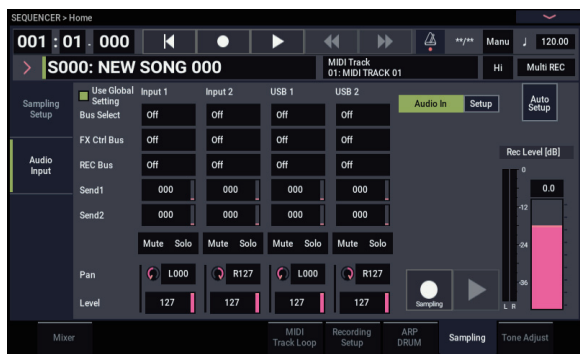 SEQUENCER > Home
001 : 01 . 000 **/** Manu ♩ 120.00
S000: NEW SONG 000 MIDI Track 01: MIDI TRACK 01 Hi Multi REC
Sampling Setup
Audio Input
Use Global Setting Input 1 Input 2 USB 1 USB 2
Audio In Setup
Auto Setup
Bus Select Off Off Off Off
FX Ctrl Bus Off Off Off Off
REC Bus Off Off Off Off
Send1 000 000 000 000
Send2 000 000 000 000
Mute Solo Mute Solo Mute Solo Mute Solo
Pan L000 R127 L000 R127
Level 127 127 127 127
Sampling
Rec Level [dB]
0
0.0
-12
-24
-36
L R
Mixer
MIDI Track Loop
Recording Setup
ARP DRUM
Sampling
Tone Adjust